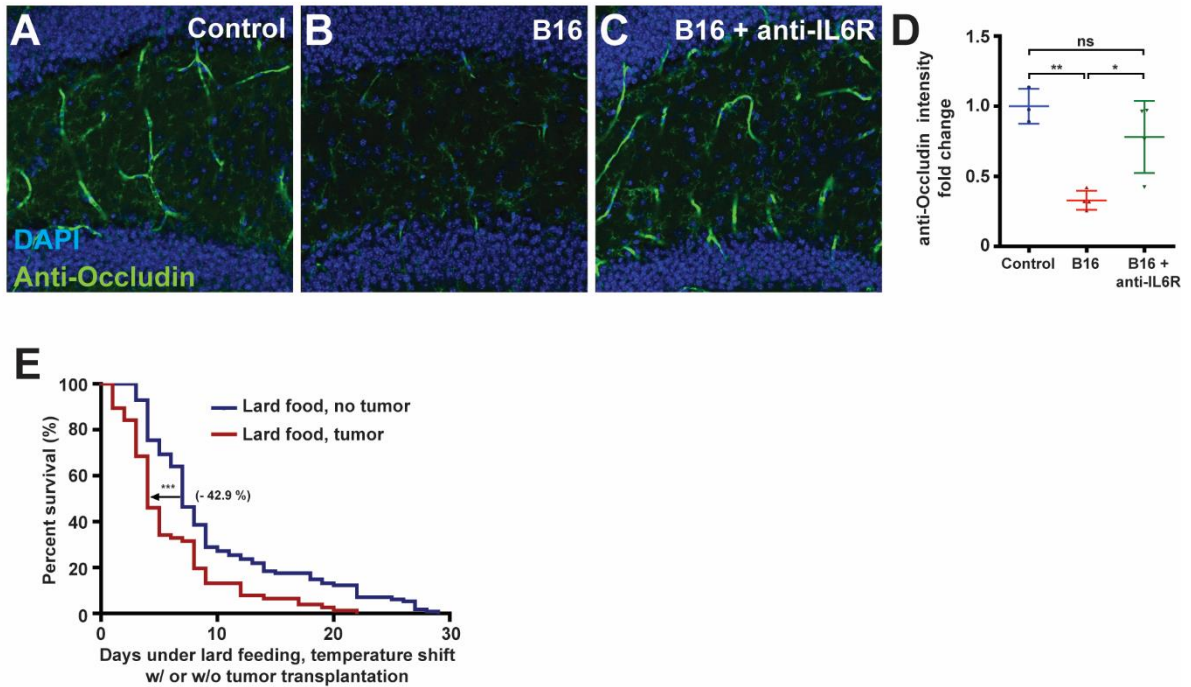 A
Control
B
B16
C
B16 + anti-IL6R
DAPI
Anti-Occludin
D
anti-Occludin intensity
fold change
1.5
1.0
0.5
0
ns
**
*
Control
B16
B16 +
anti-IL6R
E
Percent survival (%)
100
80
60
40
20
0
Lard food, no tumor
Lard food, tumor
***
(- 42.9 %)
0
10
20
30
Days under lard feeding, temperature shift
w/ or w/o tumor transplantation